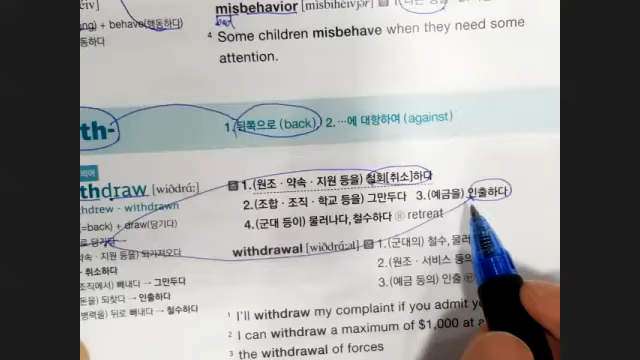 misbehavior [misbihéivjər]
ang) + behave(행동하다)
동하다
4 Some children misbehave when they need some
attention.
th- 1. 뒤쪽으로 (back) 2. …에 대항하여 (against)
thdraw [wiðdrɔ́ː] 1. (원조 · 약속 · 지원 등을) 철회[취소]하다
thdrew - withdrawn 2. (조합 · 조직 · 학교 등을) 그만두다 3. (예금을) 인출하다
(=back) + draw(당기다) 4. (군대 등이) 물러나다, 철수하다 retreat
로 당기다
withdrawal [wiðdrɔ́ːəl] 1. (군대의) 철수,
약속 · 지원 등을) 되가져오다
취소하다
2. (원조 · 서비스
조직에서) 빼내다 → 그만두다
3. (예금 등의) 인출
돈을) 되찾다 → 인출하다
병력을) 뒤로 빼내다 → 철수하다
1 I'll withdraw my complaint if you admit
2 I can withdraw a maximum of $1,000 at
3 the withdrawal of forces